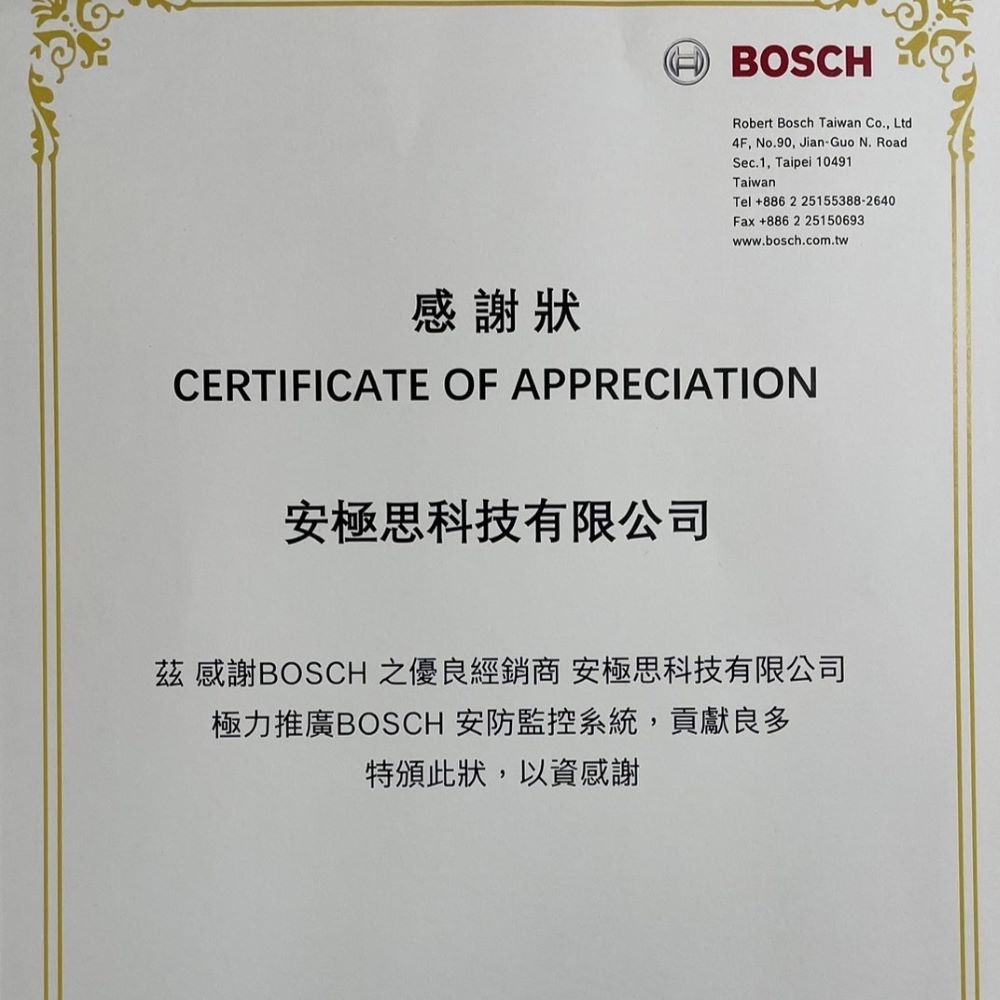 BOSCH
Robert Bosch Taiwan Co., Ltd
4F, No.90, Jian-Guo N. Road
Sec.1, Taipei 10491
Taiwan
Tel +886 2 25155388-2640
Fax +886 2 25150693
www.bosch.com.tw
感謝狀
CERTIFICATE OF APPRECIATION
安極思科技有限公司
茲 感謝BOSCH 之優良經銷商 安極思科技有限公司
極力推廣BOSCH 安防監控系統，貢獻良多
特頒此狀，以資感謝